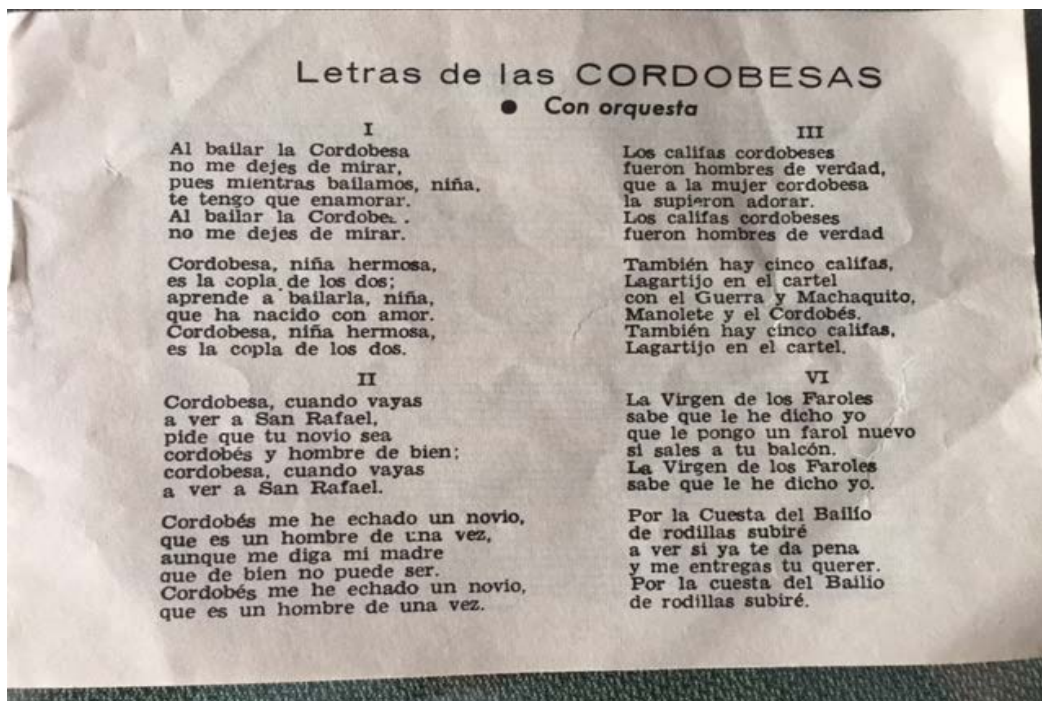 Letras de las CORDOBESAS
● Con orquesta
I
Al bailar la Cordobesa
no me dejes de mirar,
pues mientras bailamos, niña,
te tengo que enamorar.
Al bailar la
no me dejes de mirar.
Cordobesa, niña hermosa,
es la copla de los dos;
aprende a bailarla, niña,
que ha nacido con amor.
Cordobesa, niña hermosa,
es la copla de los dos.
II
Cordobesa, cuando vayas
a ver a San Rafael,
pide que tu novio sea
cordobés y hombre de bien;
cordobesa, cuando vayas
a ver a San Rafael.
Cordobés me he echado un novio,
que es un hombre de una vez,
aunque me diga mi madre
que de bien no puede ser.
Cordobés me he echado un novio,
que es un hombre de una vez.
III
Los califas cordobeses
fueron hombres de verdad,
que a la mujer cordobesa
la supieron adorar.
Los califas cordobeses
fueron hombres de verdad
También hay cinco califas,
Lagartijo en el cartel
con el Guerra y Machaquito,
Manolete y el Cordobés.
También hay cinco califas,
Lagartijo en el cartel.
VI
La Virgen de los Faroles
sabe que le he dicho yo
que le pongo un farol nuevo
si sales a tu balcón.
La Virgen de los Faroles
sabe que le he dicho yo.
Por la Cuesta del Bailío
de rodillas subiré
a ver si ya te da pena
y me entregas tu querer.
Por la cuesta del Bailío
de rodillas subiré.